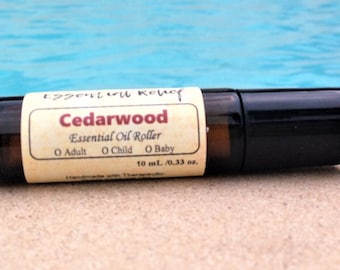 Essential Relief
Cedarwood
Essential Oil Roller
O Adult O Child O Baby
10 mL /0.33 oz.
Handmade with Therapeutic